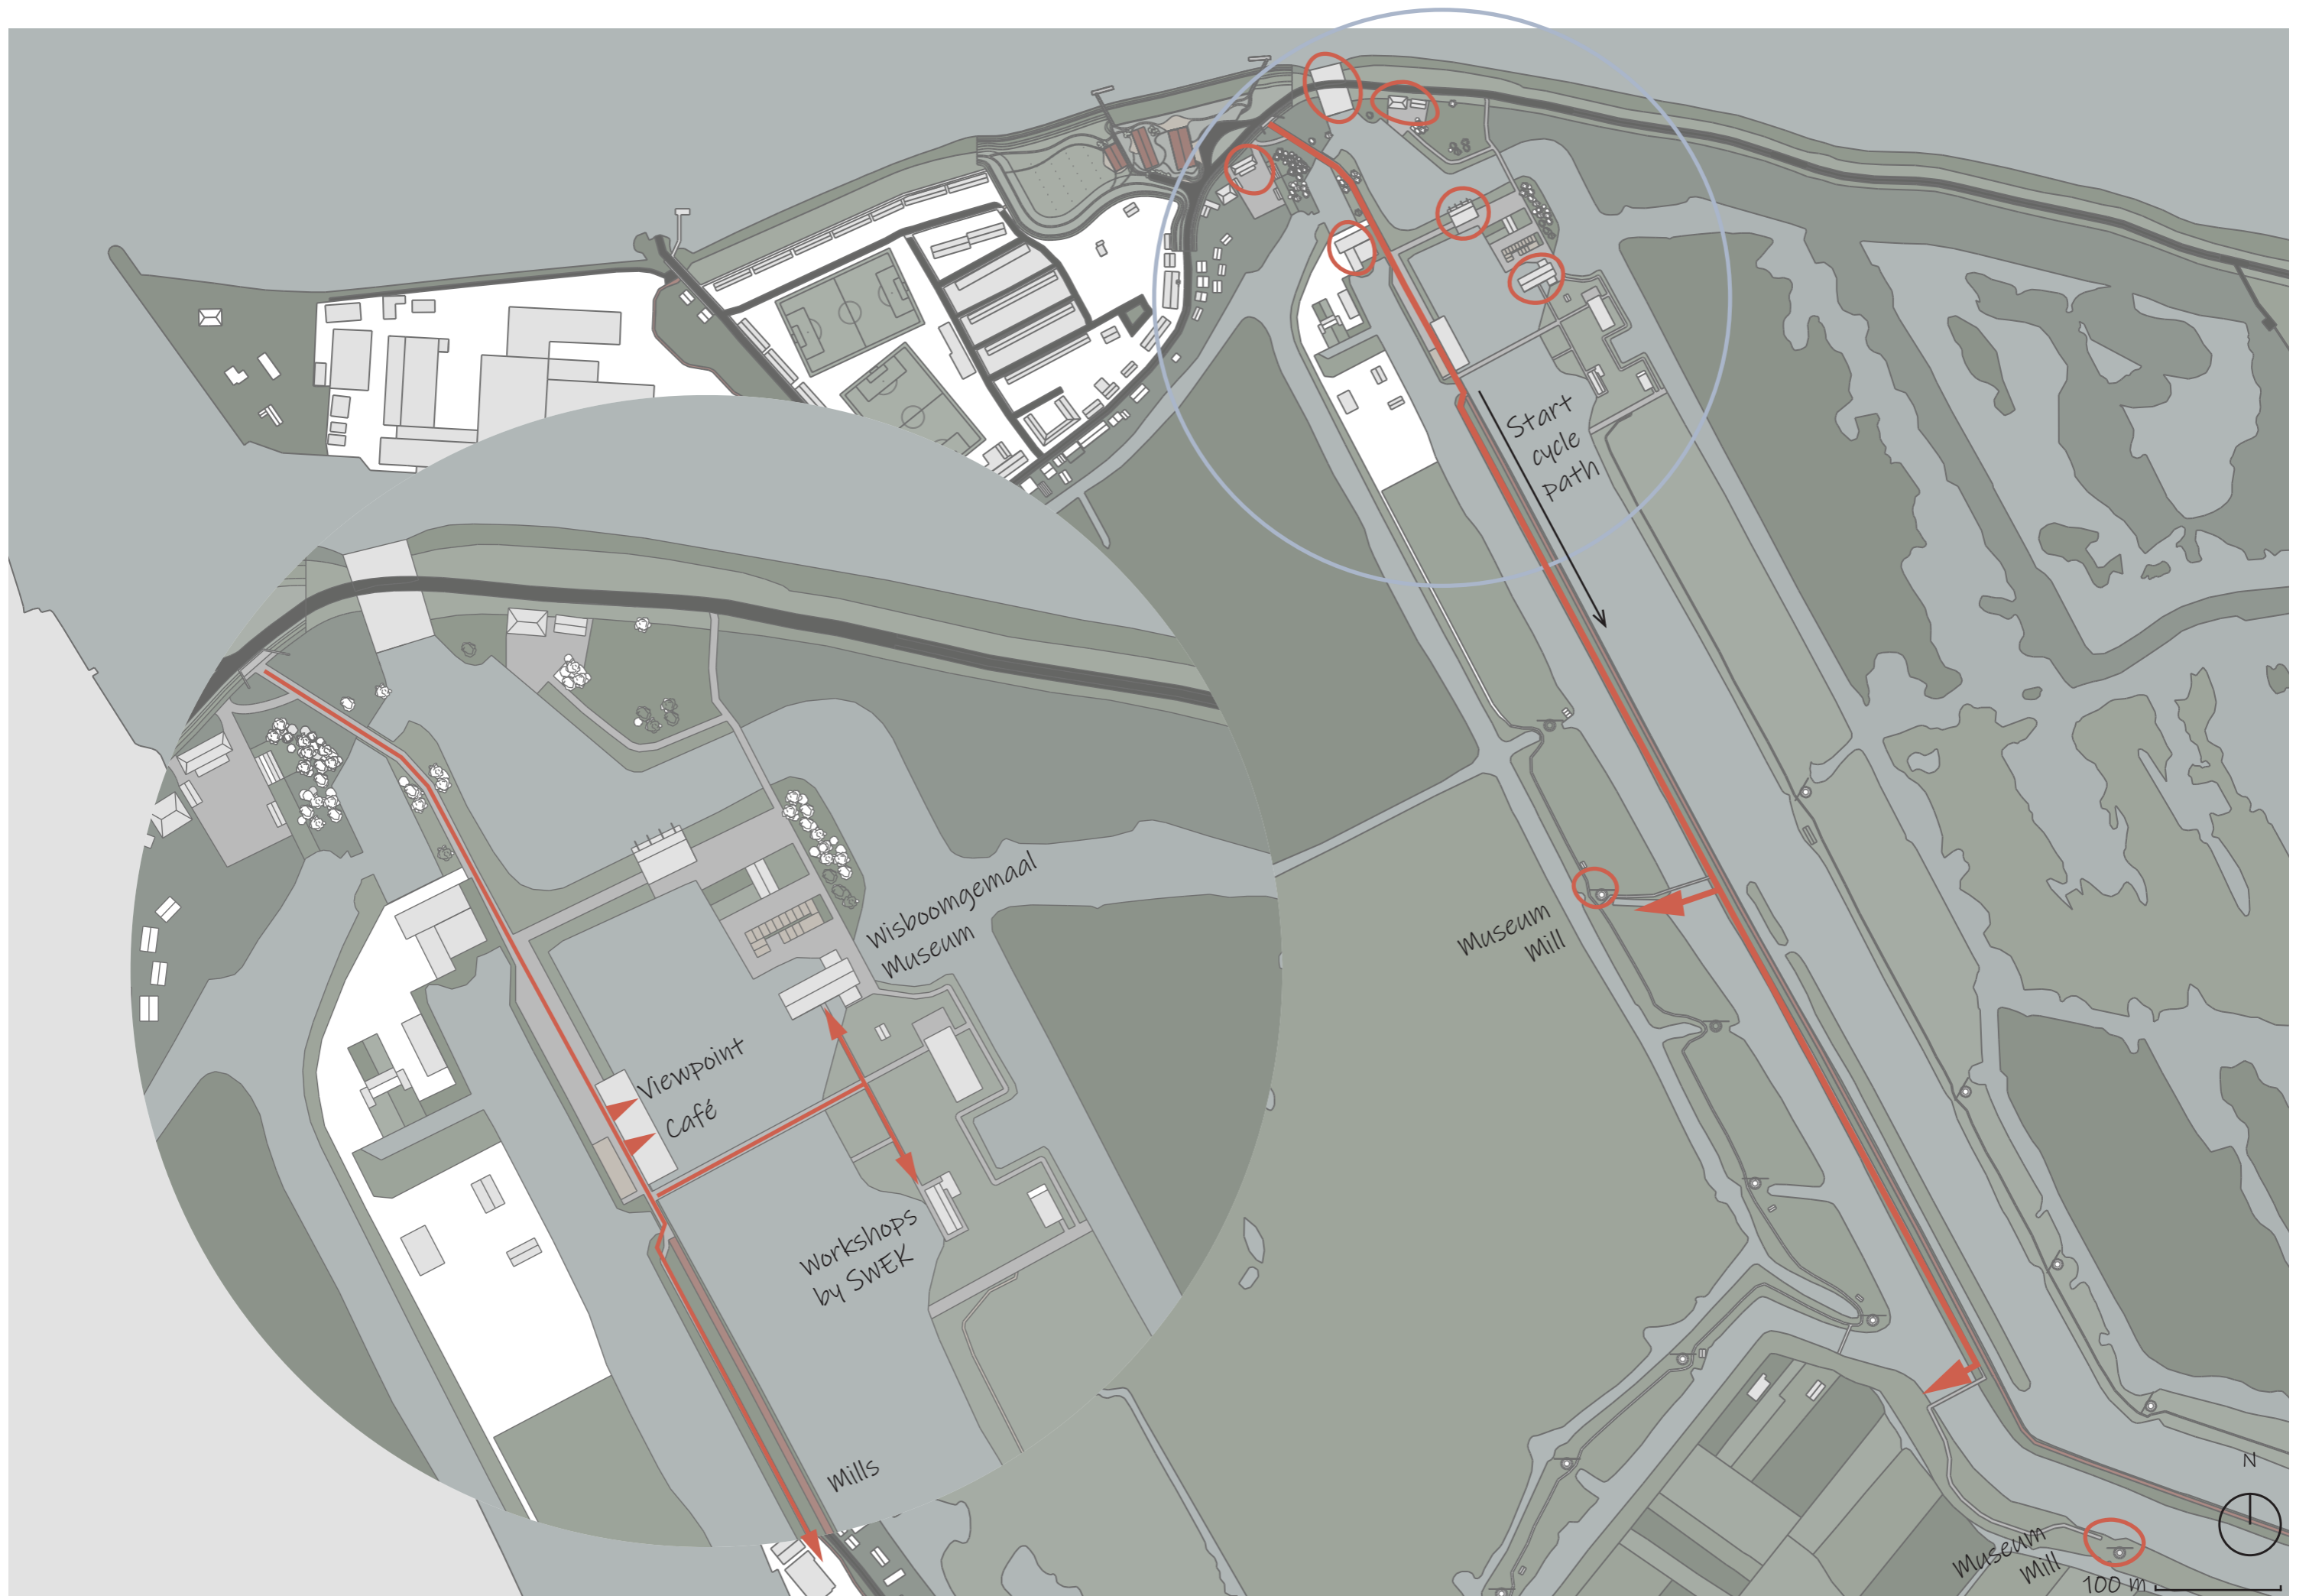 Start
cycle
path
Museum
Mill
Wisboomgemaal
Museum
Viewpoint
Café
Workshops
by SWEK
Mills
N
Museum
Mill
100 m